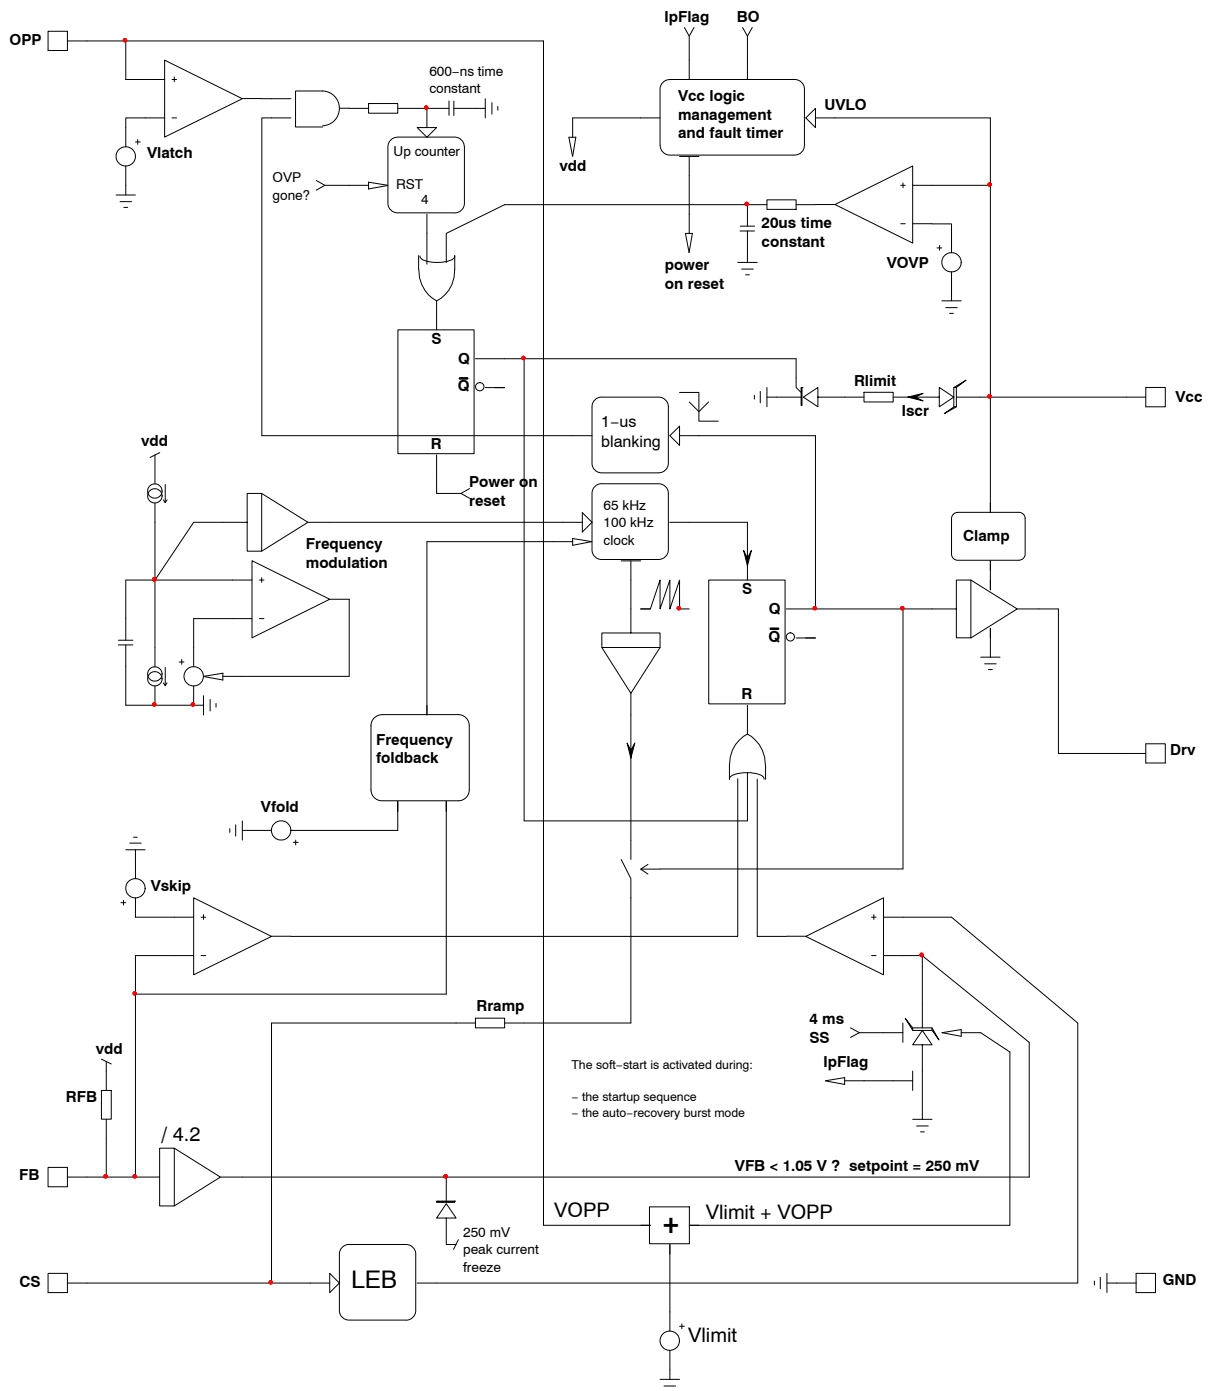 IpFlag
BO
OPP
600−ns time
constant
+
−
Vcc logic
management
and fault timer
UVLO
+
Vlatch
vdd
Up counter
OVP
gone?
RST
4
+
−
20us time
constant
+
VOVP
power
on reset
S
Q
Q
R
Rlimit
Iscr
Vcc
1−us
blanking
vdd
Power on
reset
65 kHz
100 kHz
clock
Frequency
modulation
Clamp
+
−
S
Q
Q
R
+
Frequency
foldback
Drv
Vfold
+
Vskip
+
+
−
+
−
Rramp
4 ms
SS
vdd
The soft−start is activated during:
IpFlag
RFB
− the startup sequence
− the auto−recovery burst mode
/ 4.2
FB
VFB < 1.05 V ? setpoint = 250 mV
VOPP
+
Vlimit + VOPP
250 mV
peak current
freeze
CS
LEB
GND
+
Vlimit